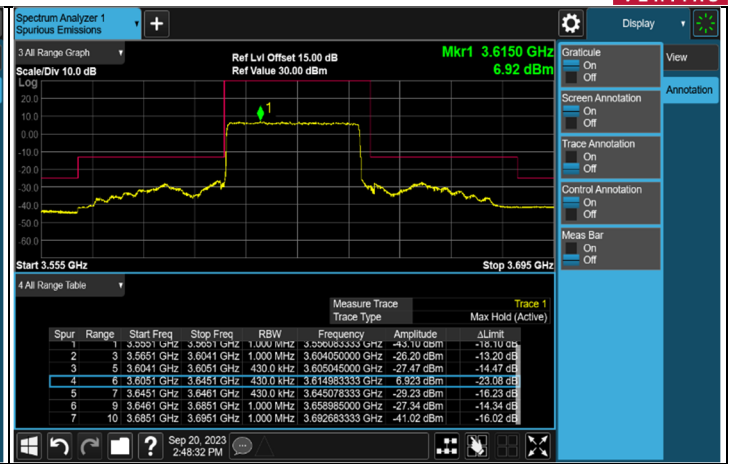 Spectrum Analyzer 1
Spurious Emissions
Display
3 All Range Graph
Ref Lvl Offset 15.00 dB
Mkr1 3.6150 GHz
Scale/Div 10.0 dB
Ref Value 30.00 dBm
6.92 dBm
Log
20.0
10.0
0.00
-10.0
-20.0
-30.0
-40.0
-50.0
-60.0
1
Start 3.555 GHz
Stop 3.695 GHz
4 All Range Table
Measure Trace Trace 1
Trace Type Max Hold (Active)
Spur Range Start Freq Stop Freq RBW Frequency Amplitude ΔLimit
1 1 3.5551 GHz 3.5651 GHz 1.000 MHz 3.556083333 GHz -43.10 dBm -18.10 dB
2 3 3.5651 GHz 3.6041 GHz 1.000 MHz 3.604050000 GHz -26.20 dBm -13.20 dB
3 5 3.6041 GHz 3.6051 GHz 430.0 kHz 3.605045000 GHz -27.47 dBm -14.47 dB
4 6 3.6051 GHz 3.6451 GHz 430.0 kHz 3.614983333 GHz 6.923 dBm -23.08 dB
5 7 3.6451 GHz 3.6461 GHz 430.0 kHz 3.645078333 GHz -29.23 dBm -16.23 dB
6 9 3.6461 GHz 3.6851 GHz 1.000 MHz 3.658985000 GHz -27.34 dBm -14.34 dB
7 10 3.6851 GHz 3.6951 GHz 1.000 MHz 3.692683333 GHz -41.02 dBm -16.02 dB
Sep 20, 2023
2:48:32 PM
Graticule
On
Off
Screen Annotation
On
Off
Trace Annotation
On
Off
Control Annotation
On
Off
Meas Bar
On
Off
View
Annotation